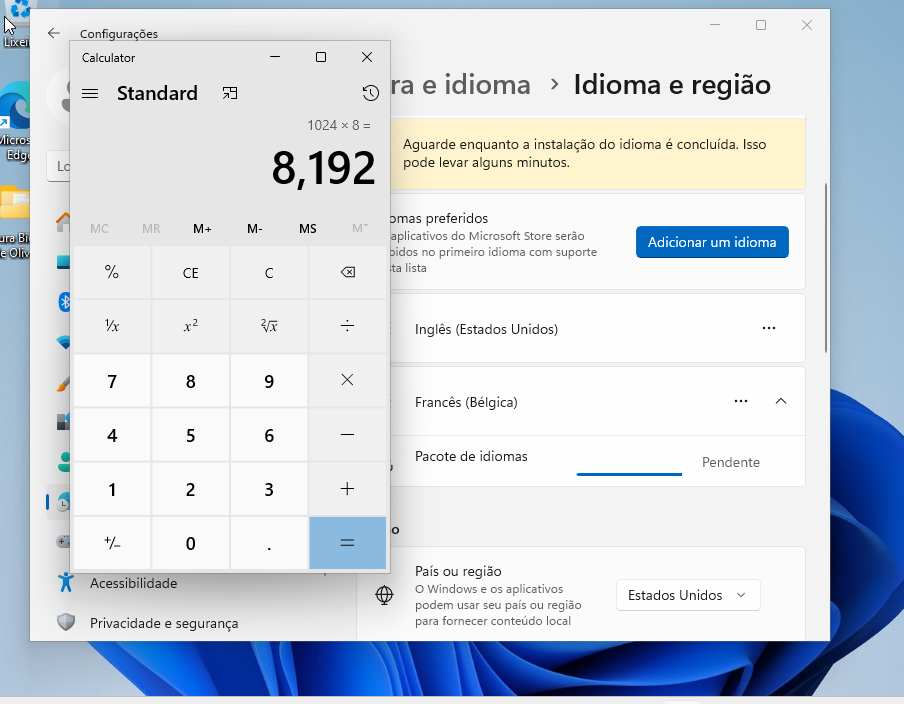 Configurações
Calculator
Standard
1024 × 8 =
8,192
MC MR M+ M- MS M˅
% CE C
¹⁄x x² ²√x ÷
7 8 9 ×
4 5 6 −
1 2 3 +
+/− 0 . =
ra e idioma › Idioma e região
Aguarde enquanto a instalação do idioma é concluída. Isso
pode levar alguns minutos.
omas preferidos
aplicativos do Microsoft Store serão
bidos no primeiro idioma com suporte
sta lista
Adicionar um idioma
Inglês (Estados Unidos)
Francês (Bélgica)
Pacote de idiomas
Pendente
País ou região
O Windows e os aplicativos
podem usar seu país ou região
para fornecer conteúdo local
Estados Unidos
Acessibilidade
Privacidade e segurança
Lixei
Micros
Edge
ura Bi
e Oliv
Lo